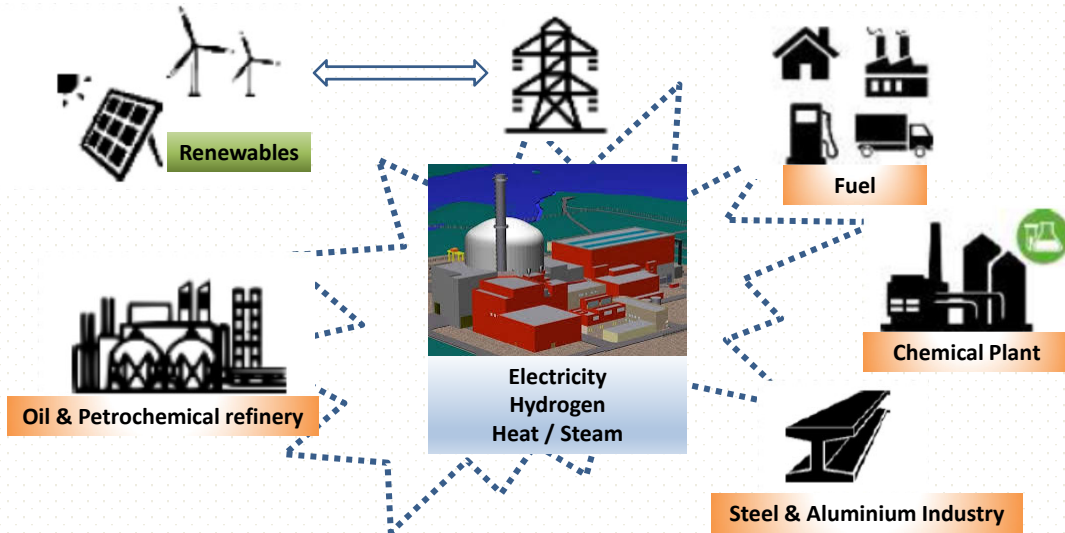 Renewables
Fuel
Chemical Plant
Oil & Petrochemical refinery
Electricity
Hydrogen
Heat / Steam
Steel & Aluminium Industry